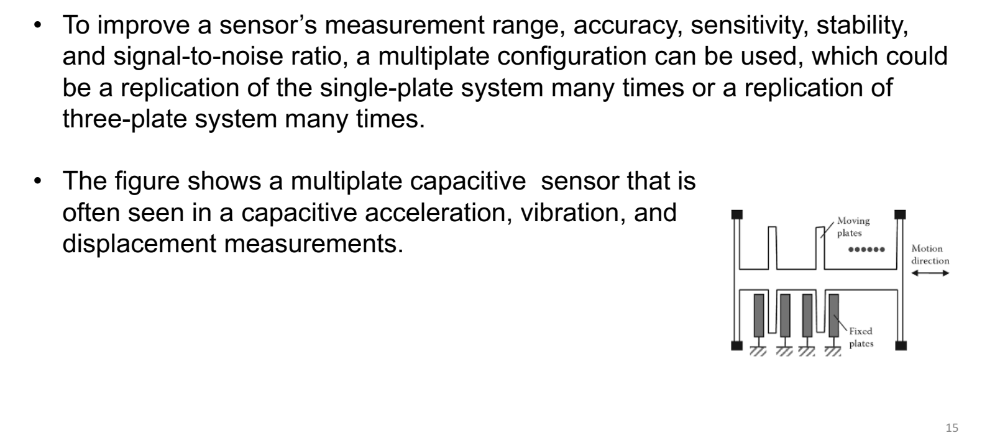 • To improve a sensor’s measurement range, accuracy, sensitivity, stability,
and signal-to-noise ratio, a multiplate configuration can be used, which could
be a replication of the single-plate system many times or a replication of
three-plate system many times.
• The figure shows a multiplate capacitive  sensor that is
often seen in a capacitive acceleration, vibration, and
displacement measurements.
Moving
plates
Motion
direction
Fixed
plates
15